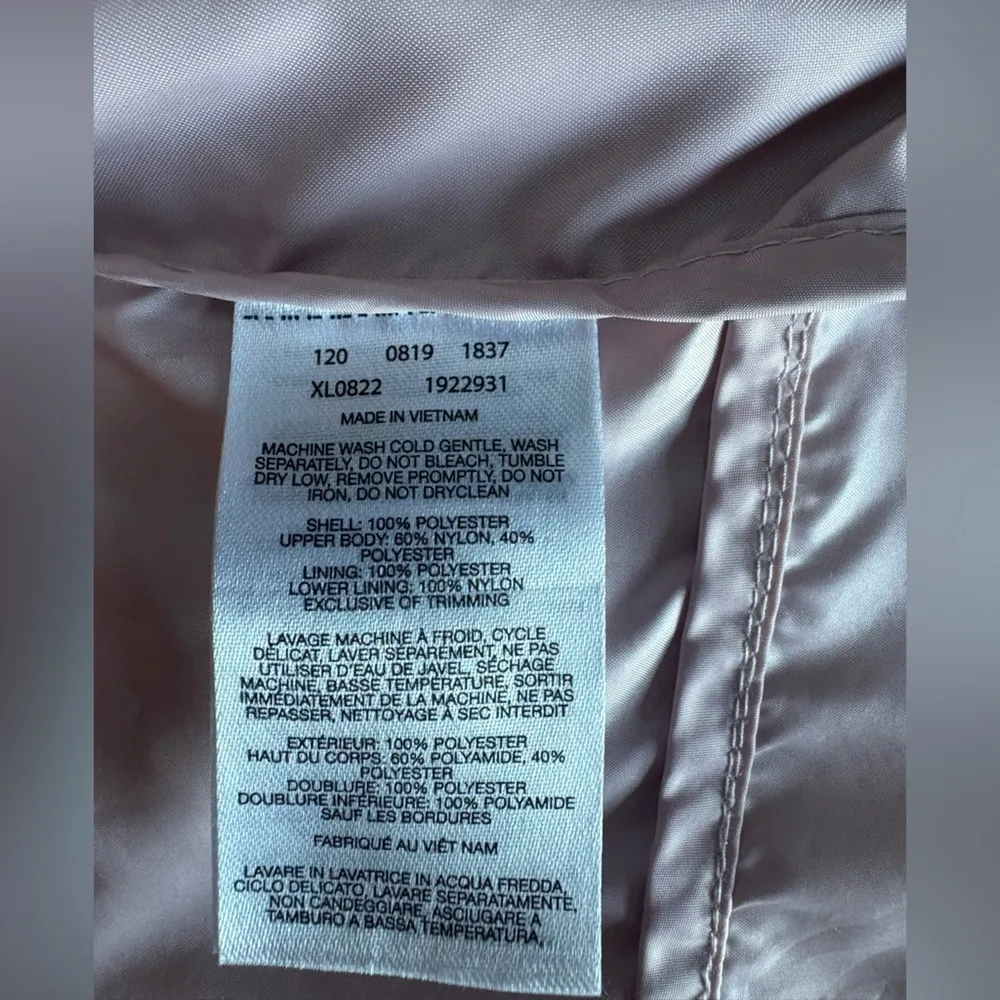 120 0819 1837
XL0822 1922931
MADE IN VIETNAM
MACHINE WASH COLD GENTLE, WASH
SEPARATELY, DO NOT BLEACH, TUMBLE
DRY LOW, REMOVE PROMPTLY, DO NOT
IRON, DO NOT DRYCLEAN
SHELL: 100% POLYESTER
UPPER BODY: 60% NYLON, 40%
POLYESTER
LINING: 100% POLYESTER
LOWER LINING: 100% NYLON
EXCLUSIVE OF TRIMMING
LAVAGE MACHINE À FROID, CYCLE
DÉLICAT, LAVER SÉPAREMENT, NE PAS
UTILISER D'EAU DE JAVEL, SÉCHAGE
MACHINE, BASSE TEMPÉRATURE, SORTIR
IMMÉDIATEMENT DE LA MACHINE, NE PAS
REPASSER, NETTOYAGE À SEC INTERDIT
EXTÉRIEUR: 100% POLYESTER
HAUT DU CORPS: 60% POLYAMIDE, 40%
POLYESTER
DOUBLURE: 100% POLYESTER
DOUBLURE INFÉRIEURE: 100% POLYAMIDE
SAUF LES BORDURES
FABRIQUÉ AU VIÊT NAM
LAVARE IN LAVATRICE IN ACQUA FREDDA,
CICLO DELICATO, LAVARE SEPARATAMENTE,
NON CANDEGGIARE, ASCIUGARE A
TAMBURO A BASSA TEMPERATURA,